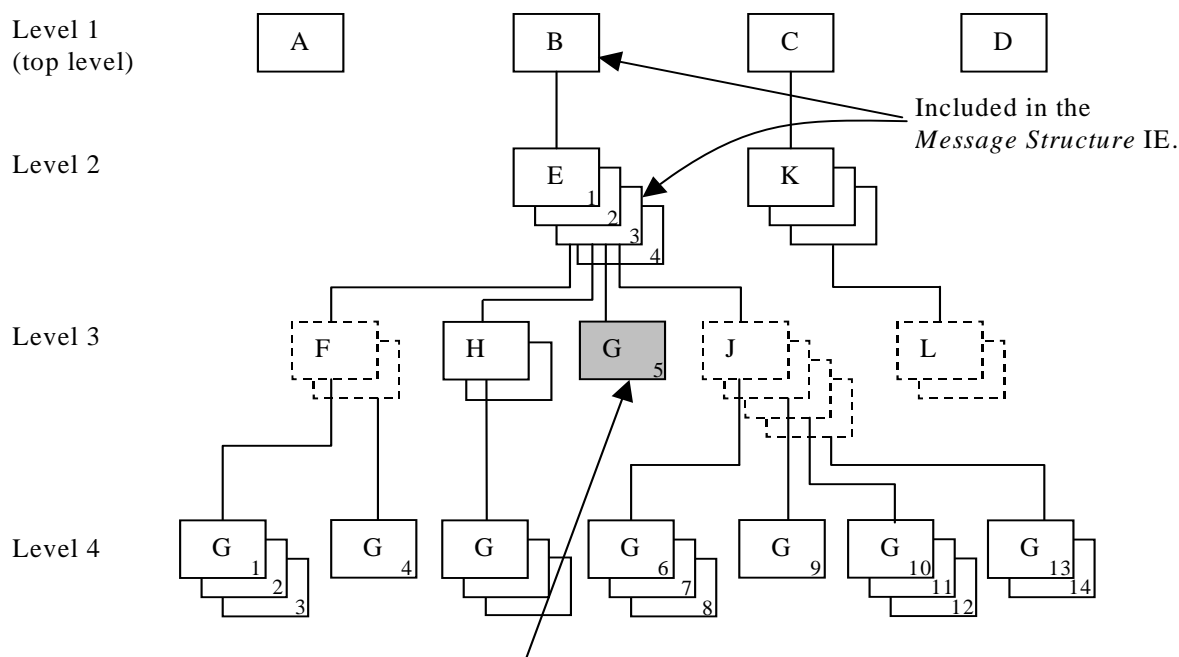 Level 1
(top level)
A
B
C
D
Included in the
Message Structure IE.
Level 2
E
1
2
3
4
K
Level 3
F
H
G
5
J
L
Level 4
G
1
2
3
G
4
G
G
6
7
8
G
9
G
10
11
12
G
13
14